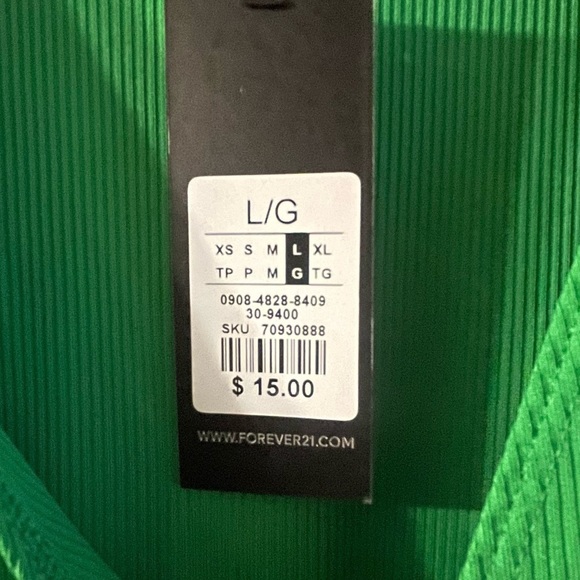 L/G
XS S M L XL
TP P M G TG
0908-4828-8409
30-9400
SKU 70930888
$ 15.00
WWW.FOREVER21.COM